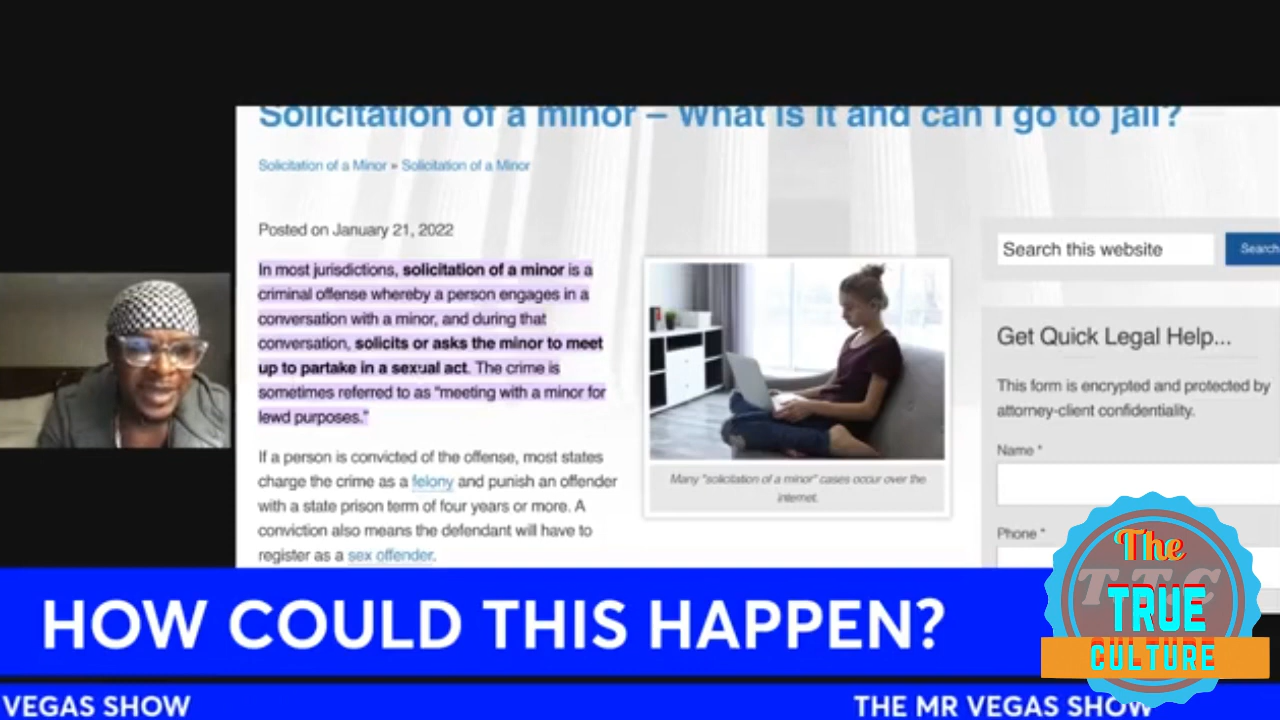 Solicitation of a minor – What is it and can I go to jail?
Solicitation of a Minor » Solicitation of a Minor
Posted on January 21, 2022
In most jurisdictions, solicitation of a minor is a
criminal offense whereby a person engages in a
conversation with a minor, and during that
conversation, solicits or asks the minor to meet
up to partake in a sexual act. The crime is
sometimes referred to as "meeting with a minor for
lewd purposes."
If a person is convicted of the offense, most states
charge the crime as a felony and punish an offender
with a state prison term of four years or more. A
conviction also means the defendant will have to
register as a sex offender.
Many "solicitation of a minor" cases occur over the
internet.
Search this website
Search
Get Quick Legal Help...
This form is encrypted and protected by
attorney-client confidentiality.
Name *
Phone *
The
TTC
TRUE
CULTURE
HOW COULD THIS HAPPEN?
VEGAS SHOW
THE MR VEGAS SHOW